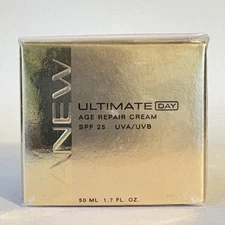 ANEW
ULTIMATE DAY
AGE REPAIR CREAM
SPF 25 UVA/UVB
50 ML 1.7 FL. OZ.